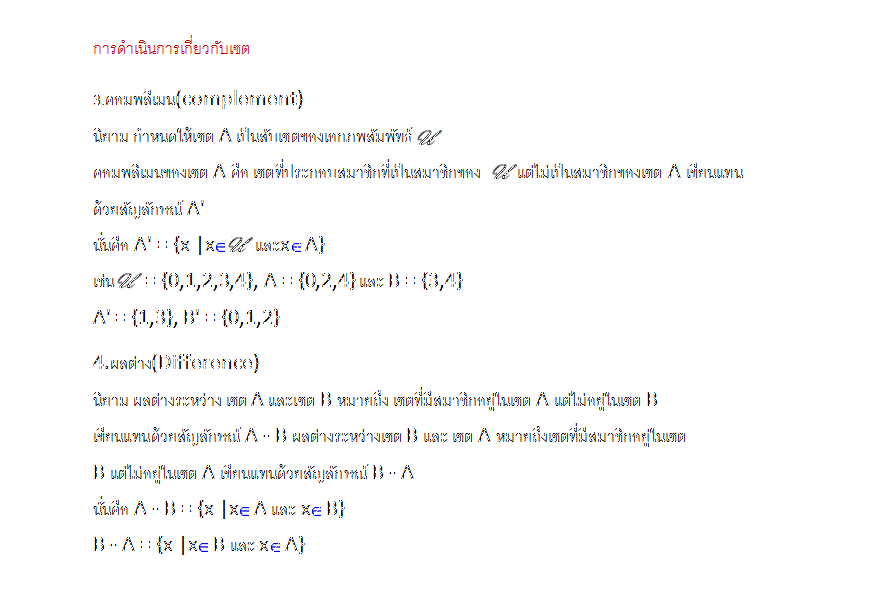 การดำเนินการเกี่ยวกับเซต
3.คอมพลีเมน(complement)
นิยาม กำหนดให้เซต A เป็นสับเซตของเอกภพสัมพัทธ์ 𝒰
คอมพลีเมนของเซต A คือ เซตที่ประกอบสมาชิกที่เป็นสมาชิกของ 𝒰 แต่ไม่เป็นสมาชิกของเซต A เขียนแทน
ด้วยสัญลักษณ์ A'
นั่นคือ A' = {x |x∈𝒰 และx∈A}
เช่น𝒰 = {0,1,2,3,4}, A = {0,2,4} และ B = {3,4}
A' = {1,3}, B' = {0,1,2}
4.ผลต่าง(Difference)
นิยาม ผลต่างระหว่าง เซต A และเซต B หมายถึง เซตที่มีสมาชิกอยู่ในเซต A แต่ไม่อยู่ในเซต B
เขียนแทนด้วยสัญลักษณ์ A - B ผลต่างระหว่างเซต B และ เซต A หมายถึงเซตที่มีสมาชิกอยู่ในเซต
B แต่ไม่อยู่ในเซต A เขียนแทนด้วยสัญลักษณ์ B - A
นั่นคือ A - B = {x |x∈A และ x∈B}
B - A = {x |x∈B และ x∈A}